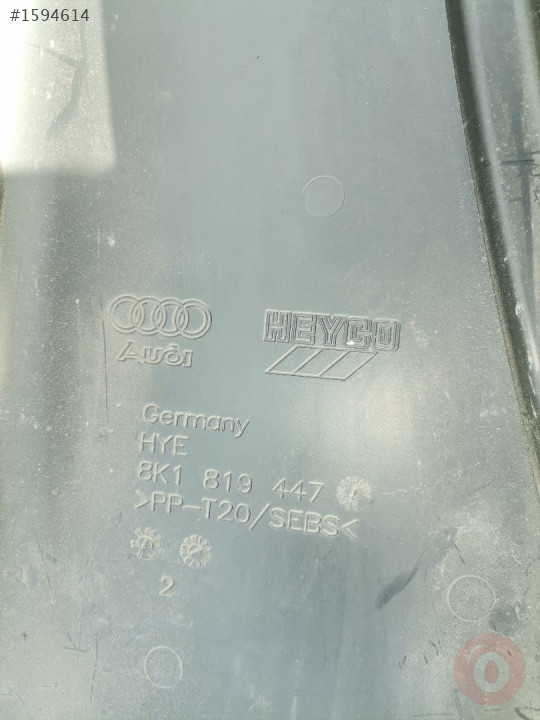 #1594614
Audi
HEYCO
Germany
HYE
8K1 819 447
>PP-T20/SEBS<
2